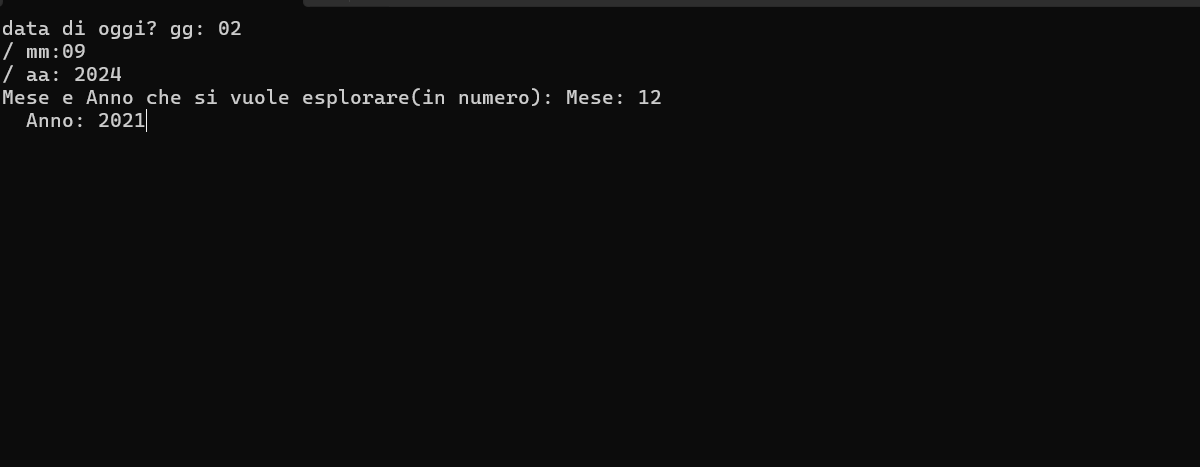 data di oggi? gg: 02
/ mm:09
/ aa: 2024
Mese e Anno che si vuole esplorare(in numero): Mese: 12
  Anno: 2021